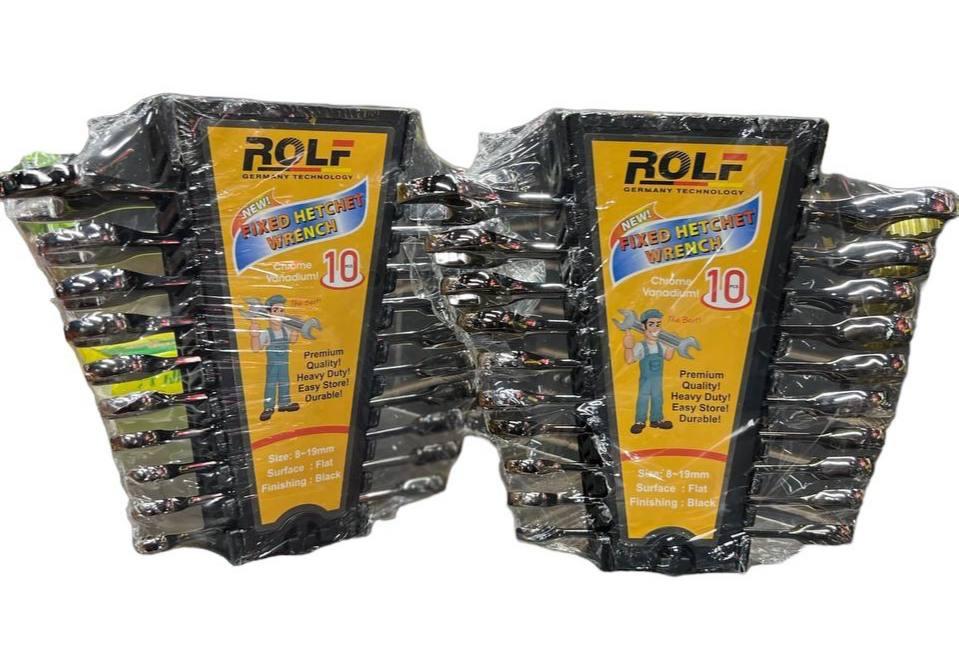 ROLF
GERMANY TECHNOLOGY
NEW!
FIXED HETCHET
WRENCH
Chrome
Vanadium!
10
The Best!
Premium
Quality!
Heavy Duty!
Easy Store!
Durable!
Size: 8~19mm
Surface : Flat
Finishing : Black
ROLF
GERMANY TECHNOLOGY
NEW!
FIXED HETCHET
WRENCH
Chrome
Vanadium!
10 PCS
The Best!
Premium
Quality!
Heavy Duty!
Easy Store!
Durable!
Size: 8~19mm
Surface : Flat
Finishing : Black